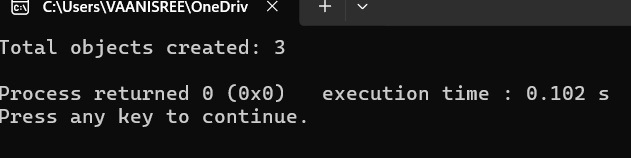 C:\Users\VAANISREE\OneDriv
Total objects created: 3
Process returned 0 (0x0)   execution time : 0.102 s
Press any key to continue.